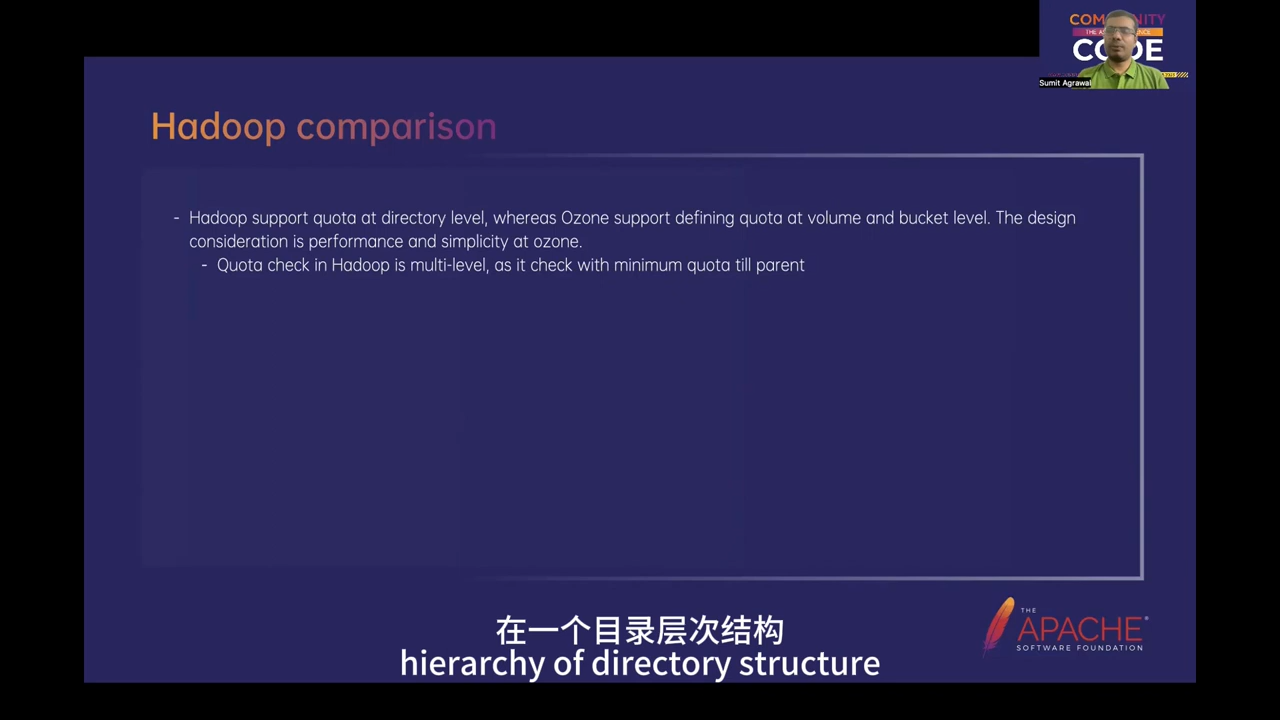 COMMUNITY
THE AS
CODE
Sumit Agrawal
Hadoop comparison
- Hadoop support quota at directory level, whereas Ozone support defining quota at volume and bucket level. The design
consideration is performance and simplicity at ozone.
- Quota check in Hadoop is multi-level, as it check with minimum quota till parent
THE
APACHE®
SOFTWARE FOUNDATION
在一个目录层次结构
hierarchy of directory structure